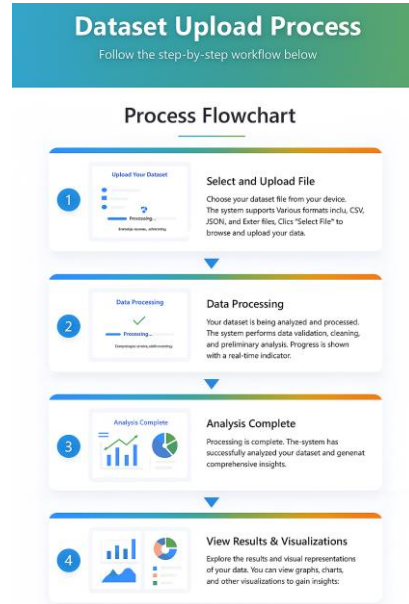 Dataset Upload Process
Follow the step-by-step workflow below
Process Flowchart
1
Upload Your Dataset
Processing...
Select and Upload File
Choose your dataset file from your device.
The system supports Various formats inclu, CSV,
JSON, and Exter files, Clics "Select File" to
browse and upload your data.
2
Data Processing
Processing...
Data Processing
Your dataset is being analyzed and processed.
The system performs data validation, cleaning,
and preliminary analysis. Progress is shown
with a real-time indicator.
3
Analysis Complete
Analysis Complete
Processing is complete. The-system has
successfully analyzed your dataset and generat
comprehensive insights.
4
View Results & Visualizations
Explore the results and visual representations
of your data. You can view graphs, charts,
and other visualizations to gain insights: